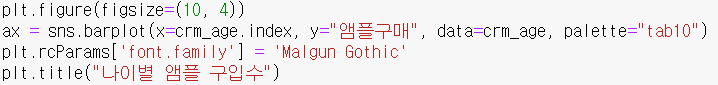 plt.figure(figsize=(10, 4))
ax = sns.barplot(x=crm_age.index, y="앰플구매", data=crm_age, palette="tab10")
plt.rcParams['font.family'] = 'Malgun Gothic'
plt.title("나이별 앰플 구입수")